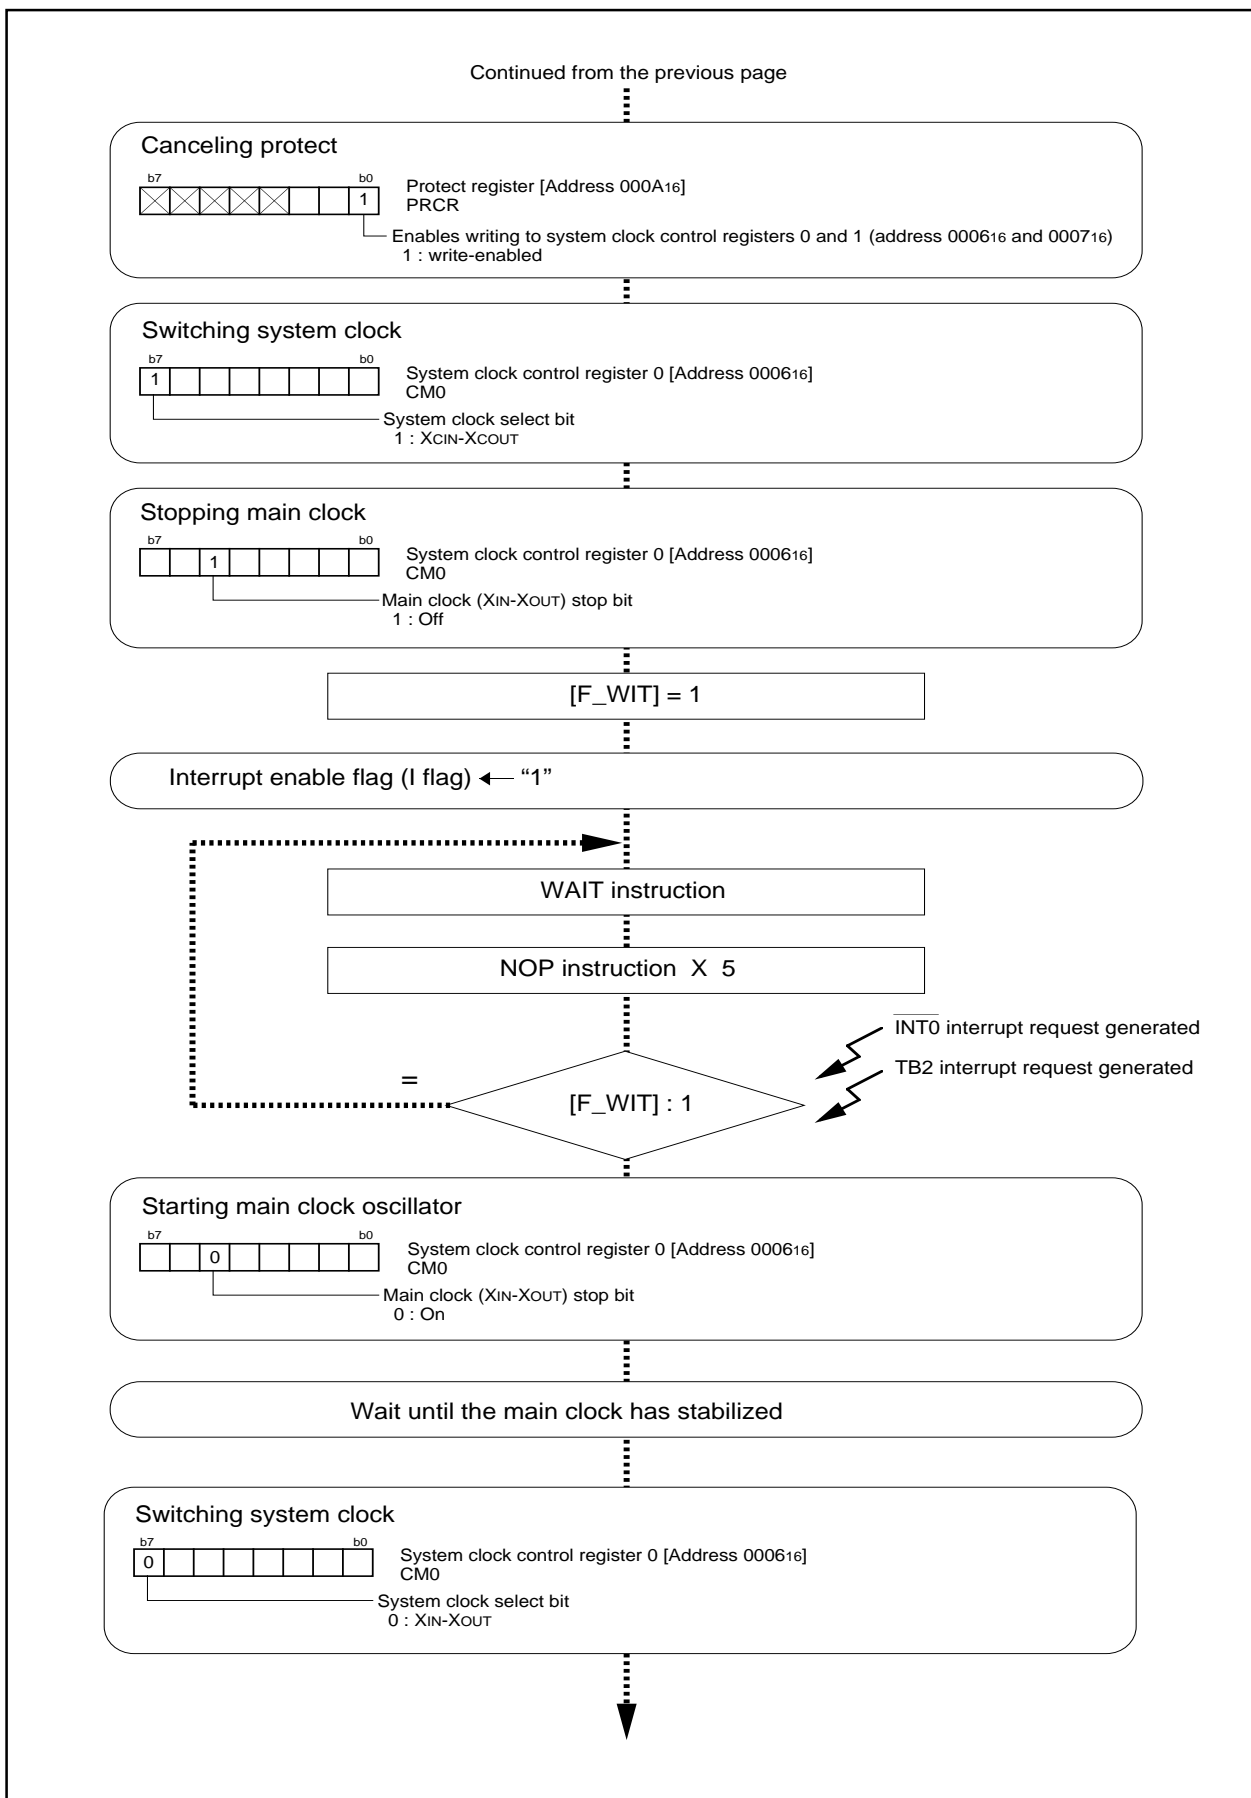 Continued from the previous page
Canceling protect
b7 b0
1
Protect register [Address 000A16]
PRCR
Enables writing to system clock control registers 0 and 1 (address 000616 and 000716)
1 : write-enabled
Switching system clock
b7 b0
1
System clock control register 0 [Address 000616]
CM0
System clock select bit
1 : XCIN-XCOUT
Stopping main clock
b7 b0
1
System clock control register 0 [Address 000616]
CM0
Main clock (XIN-XOUT) stop bit
1 : Off
[F_WIT] = 1
Interrupt enable flag (I flag) ← “1”
WAIT instruction
NOP instruction X 5
INT0 interrupt request generated
TB2 interrupt request generated
=
[F_WIT] : 1
Starting main clock oscillator
b7 b0
0
System clock control register 0 [Address 000616]
CM0
Main clock (XIN-XOUT) stop bit
0 : On
Wait until the main clock has stabilized
Switching system clock
b7 b0
0
System clock control register 0 [Address 000616]
CM0
System clock select bit
0 : XIN-XOUT